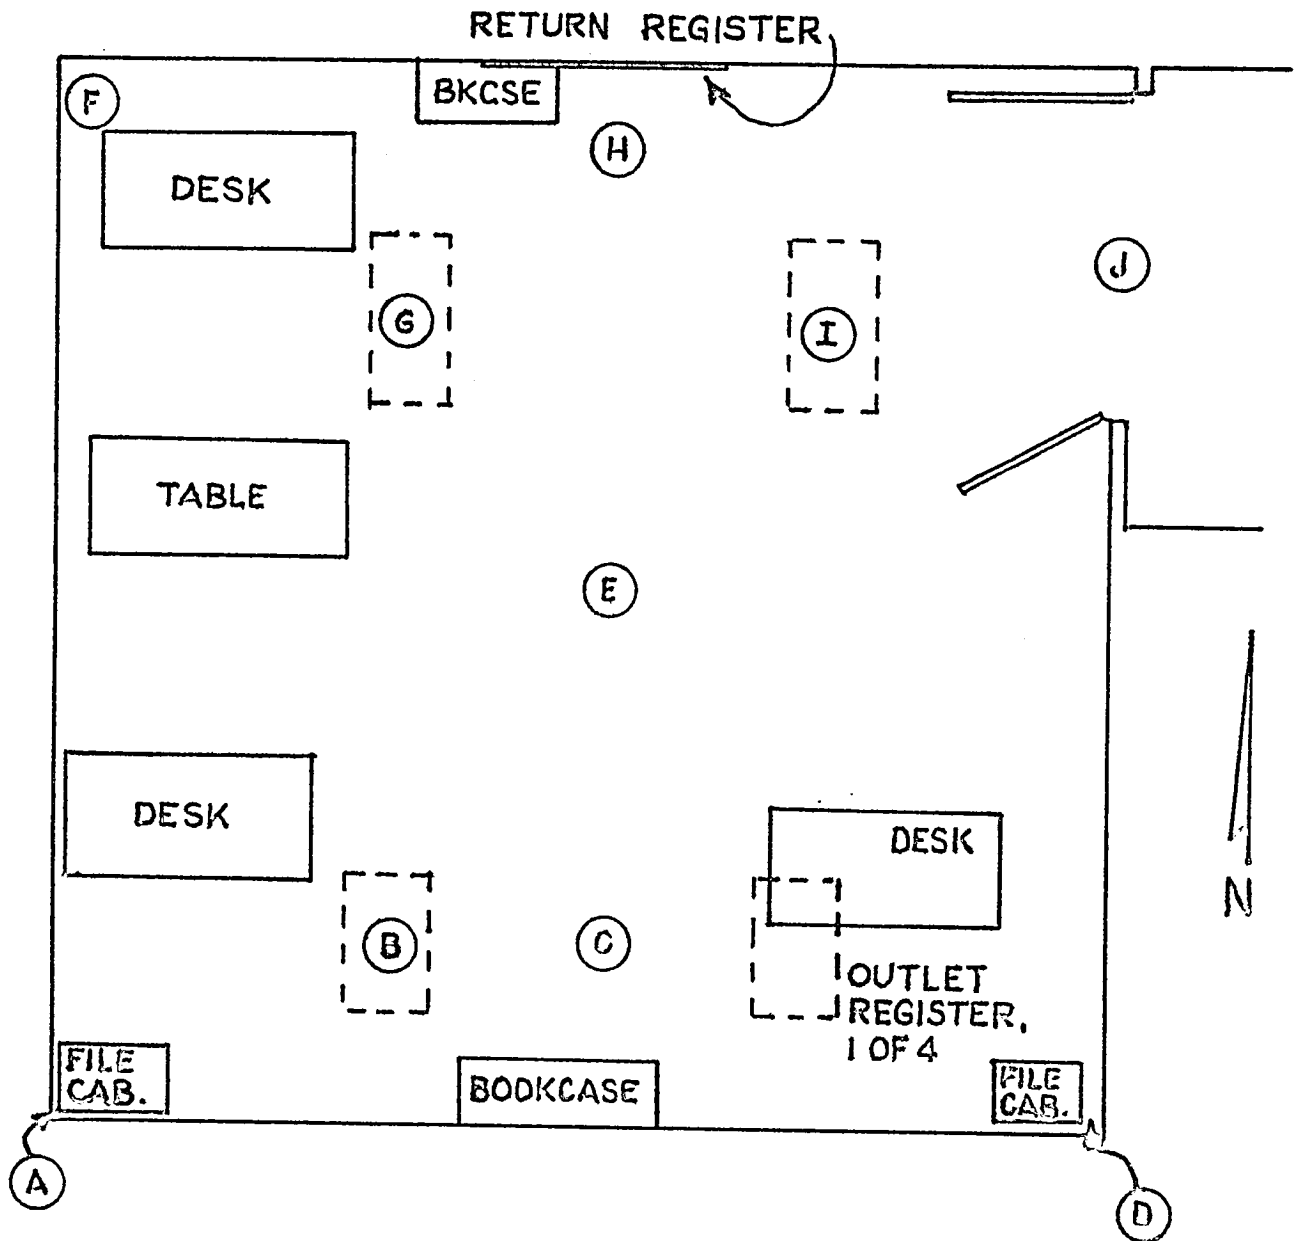 RETURN REGISTER
F
BKCSE
H
DESK
J
G
I
TABLE
E
DESK
DESK
B
C
OUTLET
REGISTER,
1 OF 4
N
FILE
CAB.
BOOKCASE
FILE
CAB.
A
D